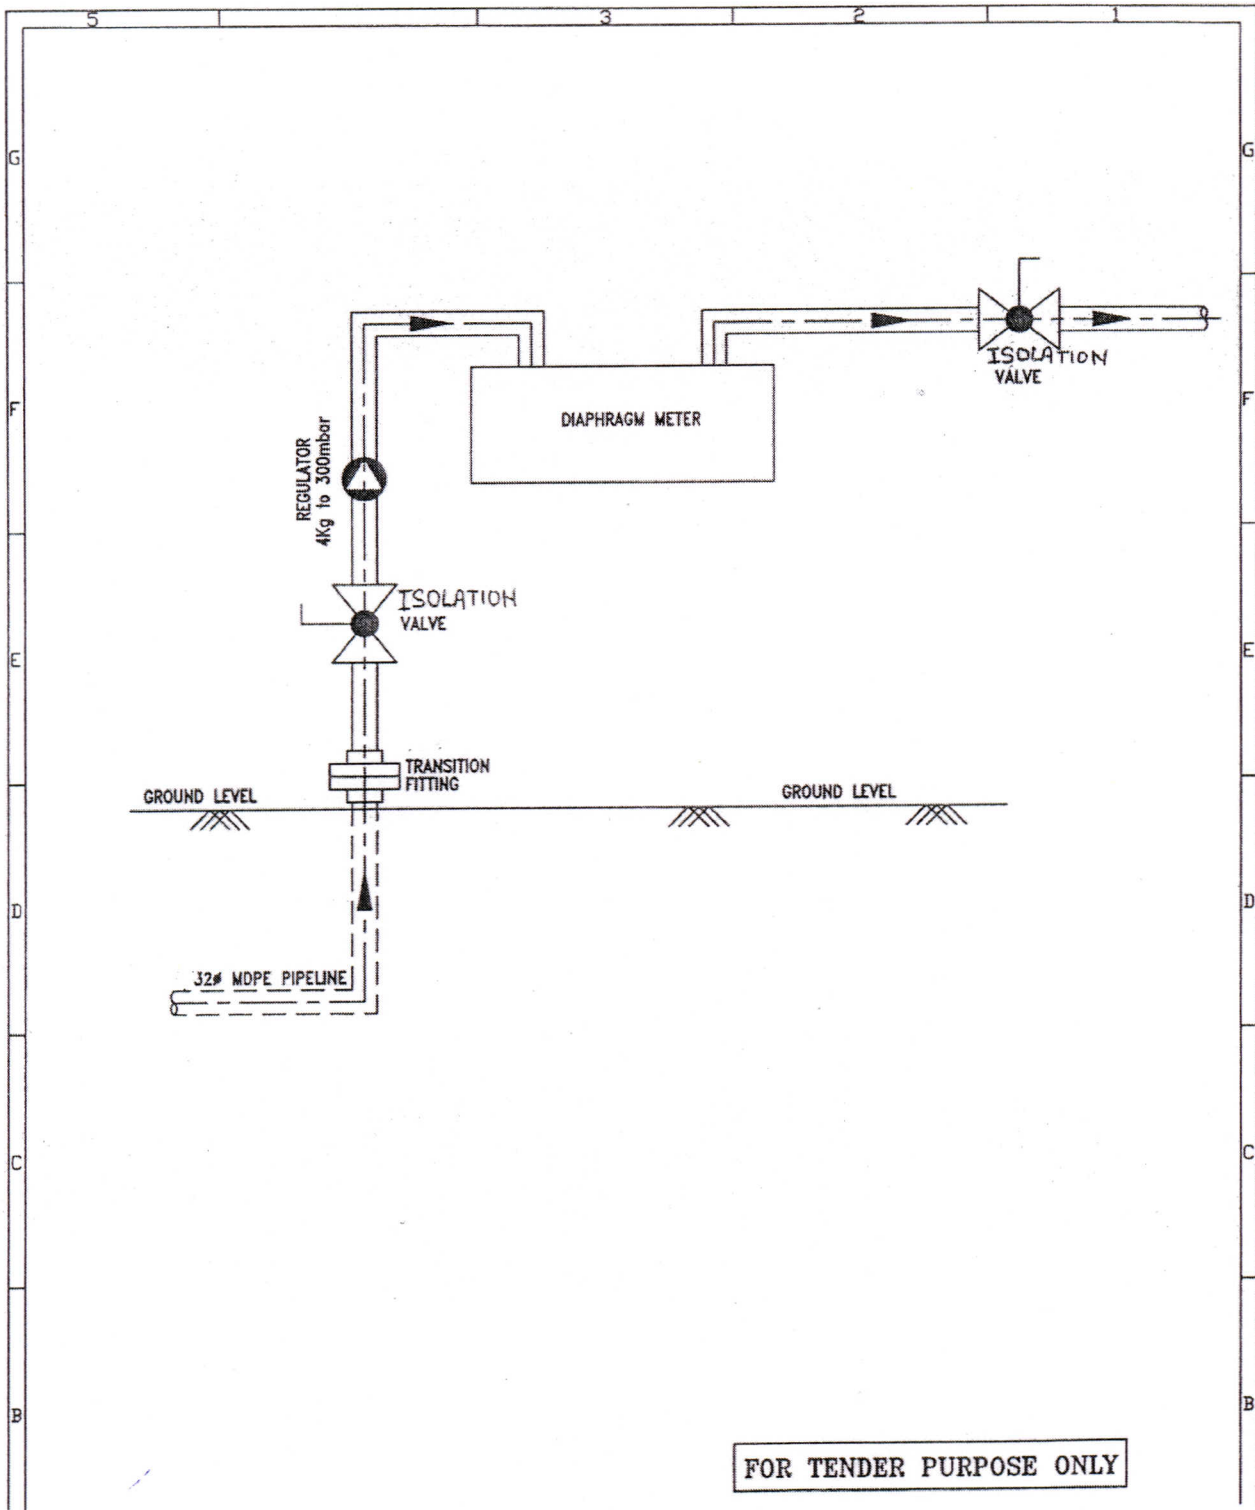 5 3 2 1
G G
ISOLATION
VALVE
DIAPHRAGM METER
F F
REGULATOR
4Kg to 300mbar
ISOLATION
VALVE
E E
TRANSITION
FITTING
GROUND LEVEL
GROUND LEVEL
D D
32ø MDPE PIPELINE
C C
B B
FOR TENDER PURPOSE ONLY